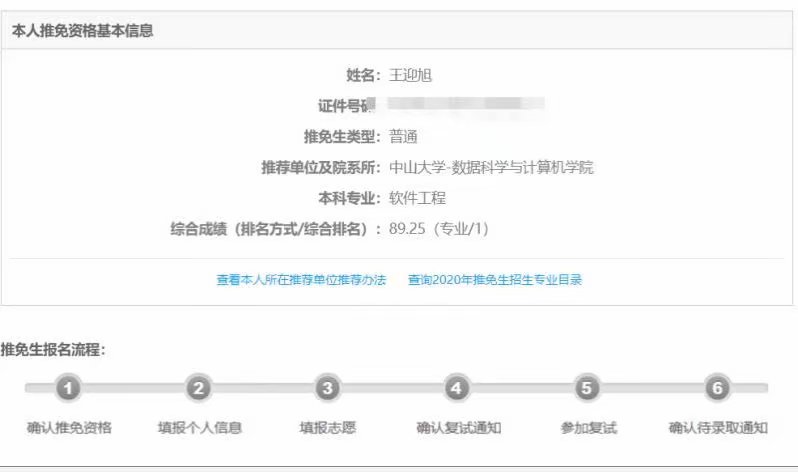 本人推免资格基本信息
姓名：王迎旭
证件号码
推免生类型：普通
推荐单位及院系所：中山大学-数据科学与计算机学院
本科专业：软件工程
综合成绩（排名方式/综合排名）：89.25（专业/1）
查看本人所在推荐单位推荐办法 查询2020年推免生招生专业目录
推免生报名流程：
1 2 3 4 5 6
确认推免资格 填报个人信息 填报志愿 确认复试通知 参加复试 确认待录取通知